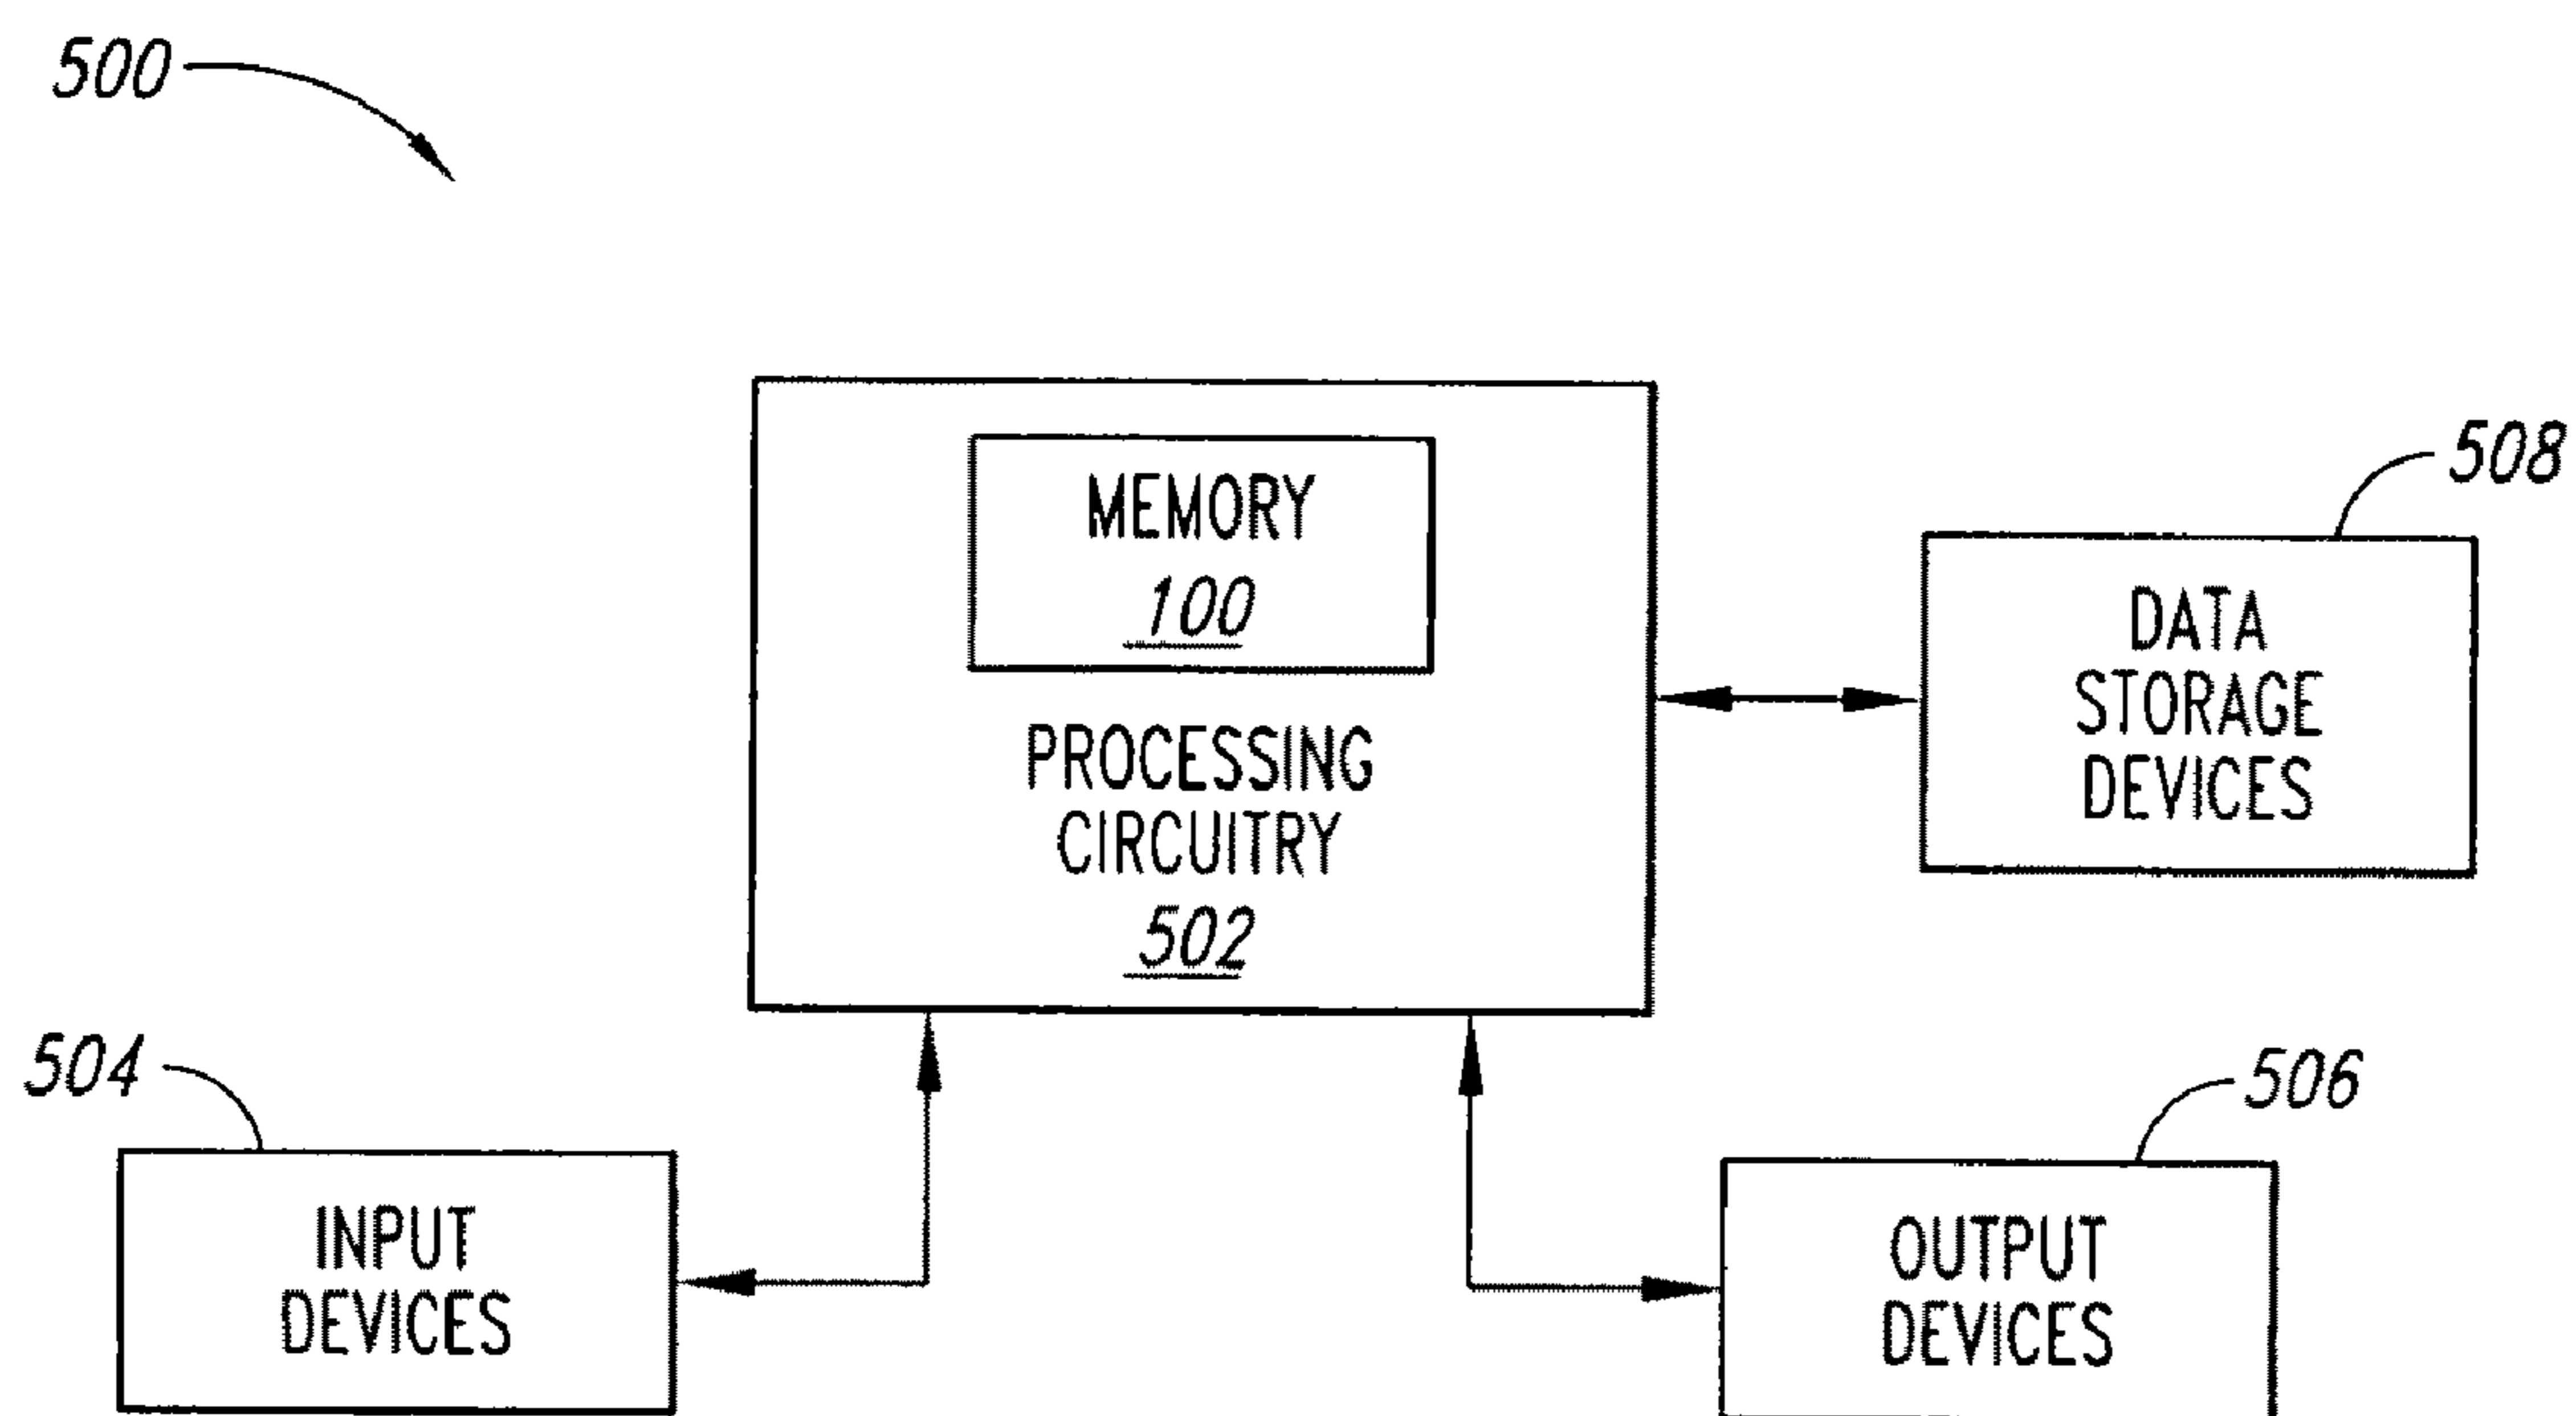 500
MEMORY
100
PROCESSING
CIRCUITRY
502
508
DATA
STORAGE
DEVICES
504
INPUT
DEVICES
506
OUTPUT
DEVICES